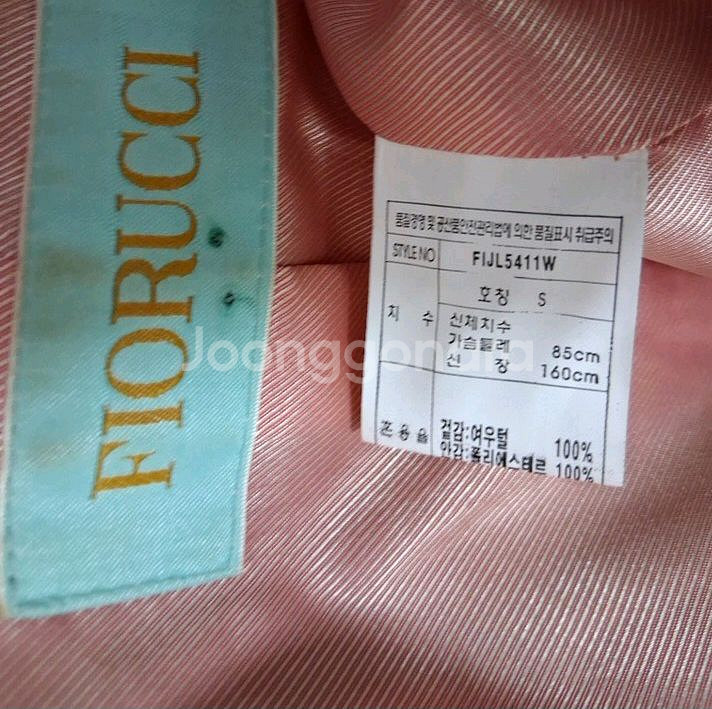 FIORUCCI
품질경영 및 공산품안전관리법에 의한 품질표시 취급주의
STYLE NO FIJL5411W
호칭 S
치수 신체치수
가슴둘레 85cm
신장 160cm
혼용율 겉감:여우털 100%
안감:폴리에스테르 100%
Joonggonara